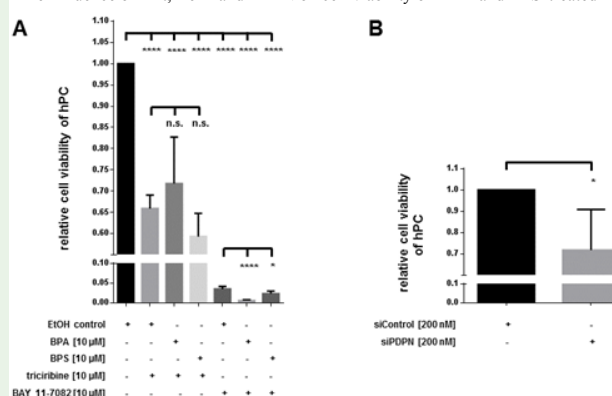 A
relative cell viability of hPC
1.10
1.00
0.95
0.90
0.85
0.80
0.75
0.70
0.65
0.60
0.10
0.05
0.00
**** **** **** **** **** ****
n.s. n.s.
**** *
EtOH control + + - - + - -
BPA [10 µM] - - + - - + -
BPS [10 µM] - - - + - - +
triciribine [10 µM] - + + + - - -
BAY 11-7082 [10 µM] - - - - + + +
B
relative cell viability
of hPC
1.1
1.0
0.9
0.8
0.7
0.1
0.0
*
siControl [200 nM] + -
siPDPN [200 nM] - +